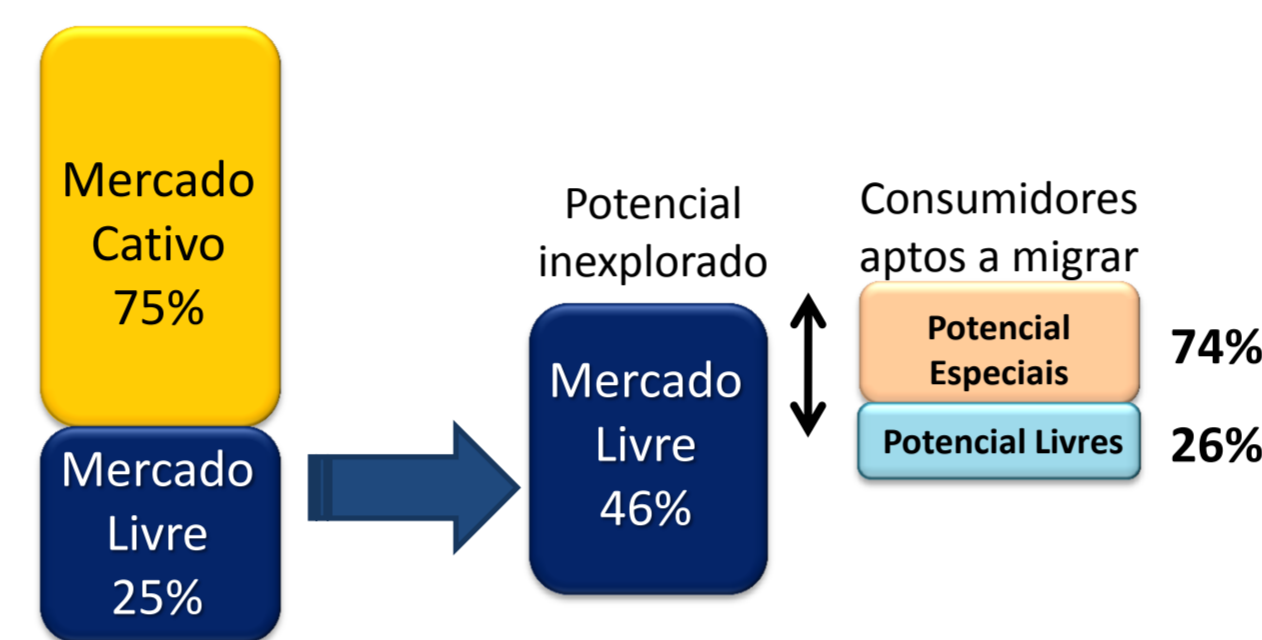 Mercado
Cativo
75%
Mercado
Livre
25%
Potencial
inexplorado
Mercado
Livre
46%
Consumidores
aptos a migrar
Potencial
Especiais
74%
Potencial Livres
26%